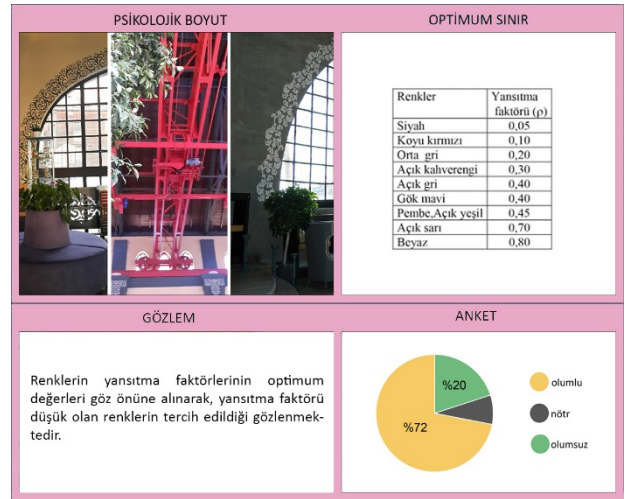 PSİKOLOJİK BOYUT
OPTİMUM SINIR
Renkler Yansıtma faktörü (ρ)
Siyah 0,05
Koyu kırmızı 0,10
Orta gri 0,20
Açık kahverengi 0,30
Açık gri 0,40
Gök mavi 0,40
Pembe,Açık yeşil 0,45
Açık sarı 0,70
Beyaz 0,80
GÖZLEM
Renklerin yansıtma faktörlerinin optimum
değerleri göz önüne alınarak, yansıtma faktörü
düşük olan renklerin tercih edildiği gözlenmek-
tedir.
ANKET
%20
%72
olumlu
nötr
olumsuz